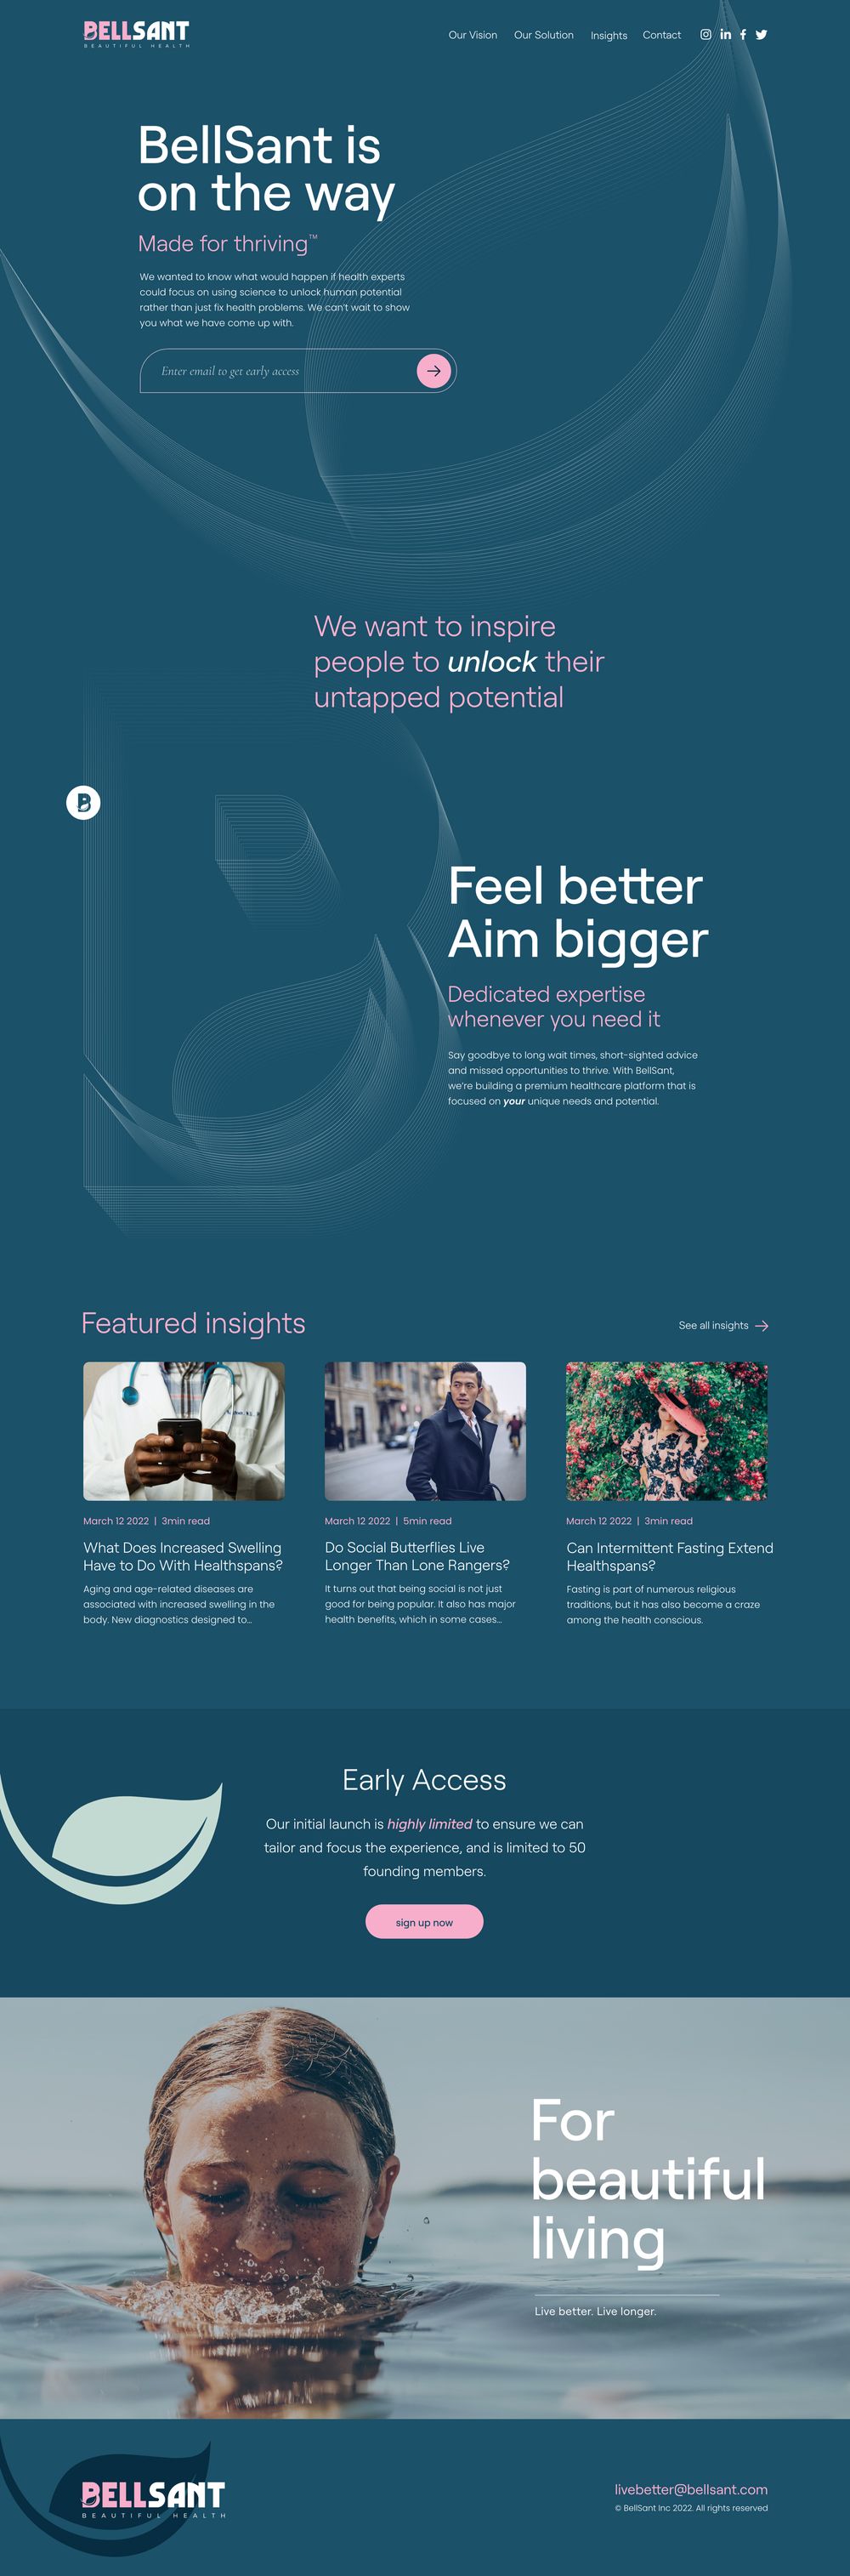 BELLSANT
BEAUTIFUL HEALTH
Our Vision Our Solution Insights Contact
BellSant is
on the way
Made for thriving™
We wanted to know what would happen if health experts
could focus on using science to unlock human potential
rather than just fix health problems. We can't wait to show
you what we have come up with.
Enter email to get early access
We want to inspire
people to unlock their
untapped potential
B
Feel better
Aim bigger
Dedicated expertise
whenever you need it
Say goodbye to long wait times, short-sighted advice
and missed opportunities to thrive. With BellSant,
we're building a premium healthcare platform that is
focused on your unique needs and potential.
Featured insights
See all insights
March 12 2022 | 3min read
What Does Increased Swelling
Have to Do With Healthspans?
Aging and age-related diseases are
associated with increased swelling in the
body. New diagnostics designed to...
March 12 2022 | 5min read
Do Social Butterflies Live
Longer Than Lone Rangers?
It turns out that being social is not just
good for being popular. It also has major
health benefits, which in some cases...
March 12 2022 | 3min read
Can Intermittent Fasting Extend
Healthspans?
Fasting is part of numerous religious
traditions, but it has also become a craze
among the health conscious.
Early Access
Our initial launch is highly limited to ensure we can
tailor and focus the experience, and is limited to 50
founding members.
sign up now
For
beautiful
living
Live better. Live longer.
BELLSANT
BEAUTIFUL HEALTH
livebetter@bellsant.com
© BellSant Inc 2022. All rights reserved